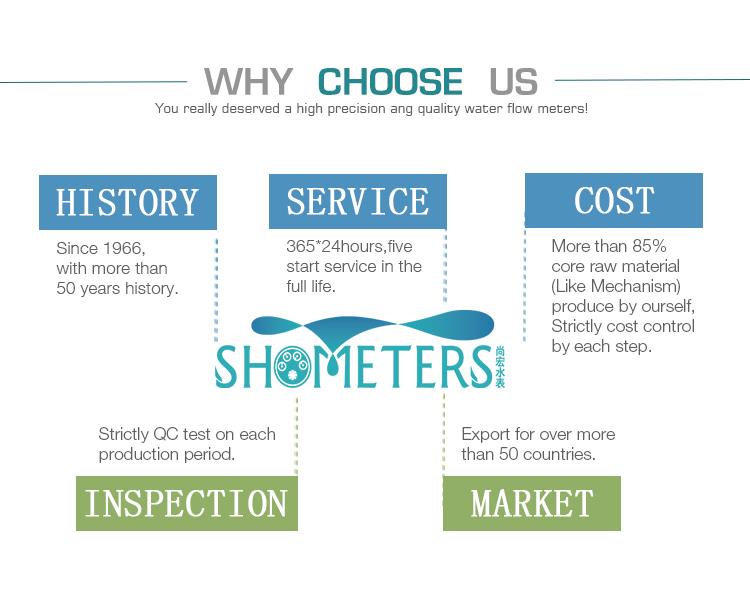 WHY CHOOSE US
You really deserved a high precision ang quality water flow meters!
HISTORY
Since 1966,
with more than
50 years history.
SERVICE
365*24hours,five
start service in the
full life.
COST
More than 85%
core raw material
(Like Mechanism)
produce by ourself,
Strictly cost control
by each step.
SHOMETERS
尚宏水表
Strictly QC test on each
production period.
INSPECTION
Export for over more
than 50 countries.
MARKET